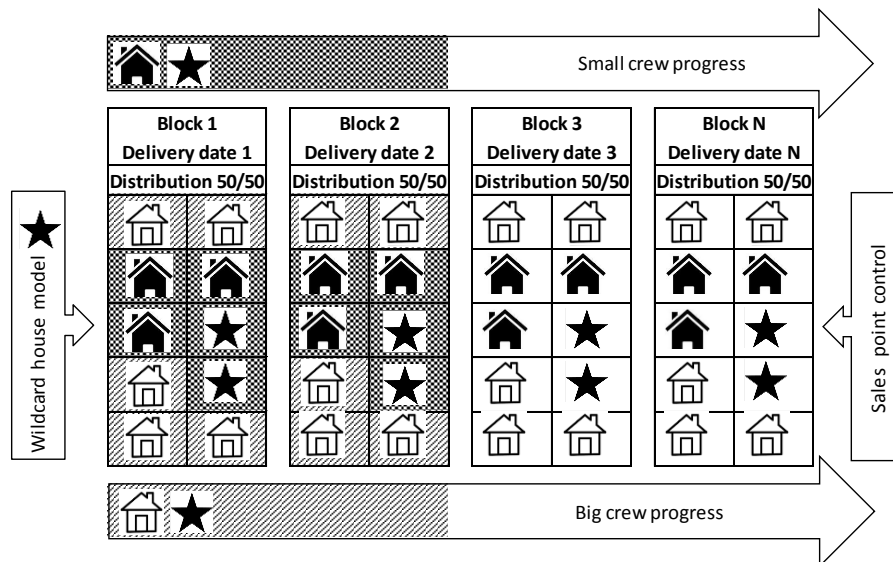 Small crew progress
Block 1
Delivery date 1
Distribution 50/50
Block 2
Delivery date 2
Distribution 50/50
Block 3
Delivery date 3
Distribution 50/50
Block N
Delivery date N
Distribution 50/50
Wildcard house model
Sales point control
Big crew progress